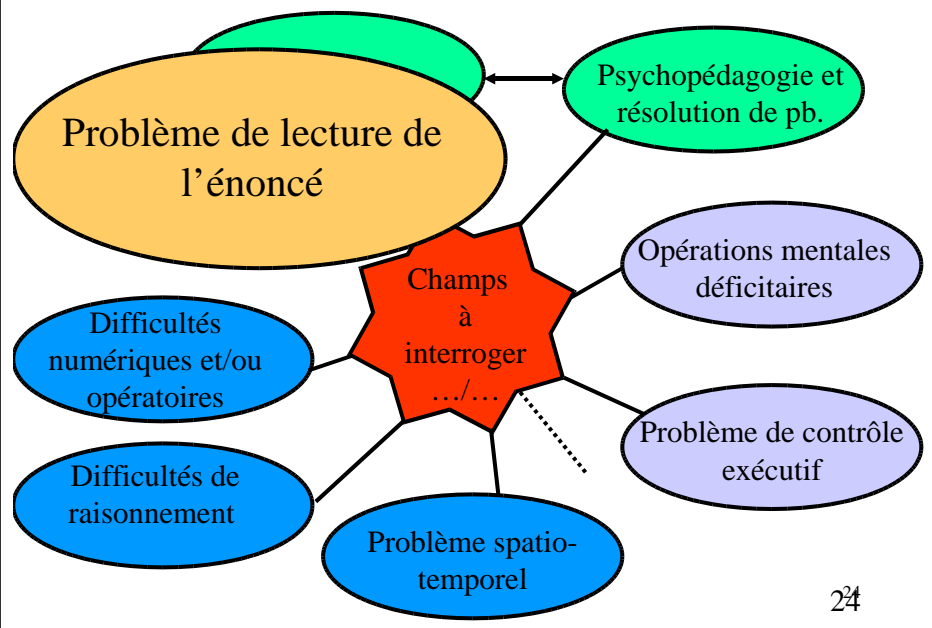 Psychopédagogie et
résolution de pb.
Problème de lecture de
l’énoncé
Opérations mentales
déficitaires
Champs
à
interroger
…/…
Difficultés
numériques et/ou
opératoires
Problème de contrôle
exécutif
Difficultés de
raisonnement
Problème spatio-
temporel
24
24